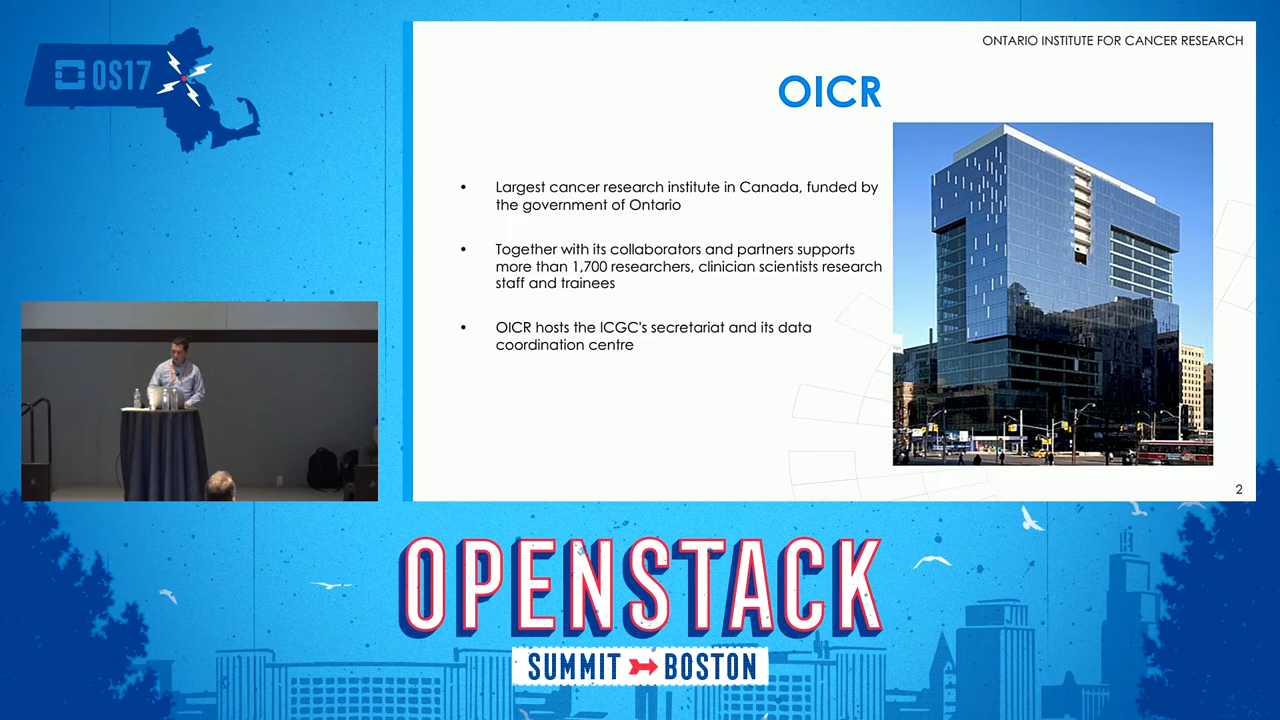 OS17
ONTARIO INSTITUTE FOR CANCER RESEARCH
OICR
• Largest cancer research institute in Canada, funded by
the government of Ontario
• Together with its collaborators and partners supports
more than 1,700 researchers, clinician scientists research
staff and trainees
• OICR hosts the ICGC's secretariat and its data
coordination centre
2
OPENSTACK
SUMMIT BOSTON